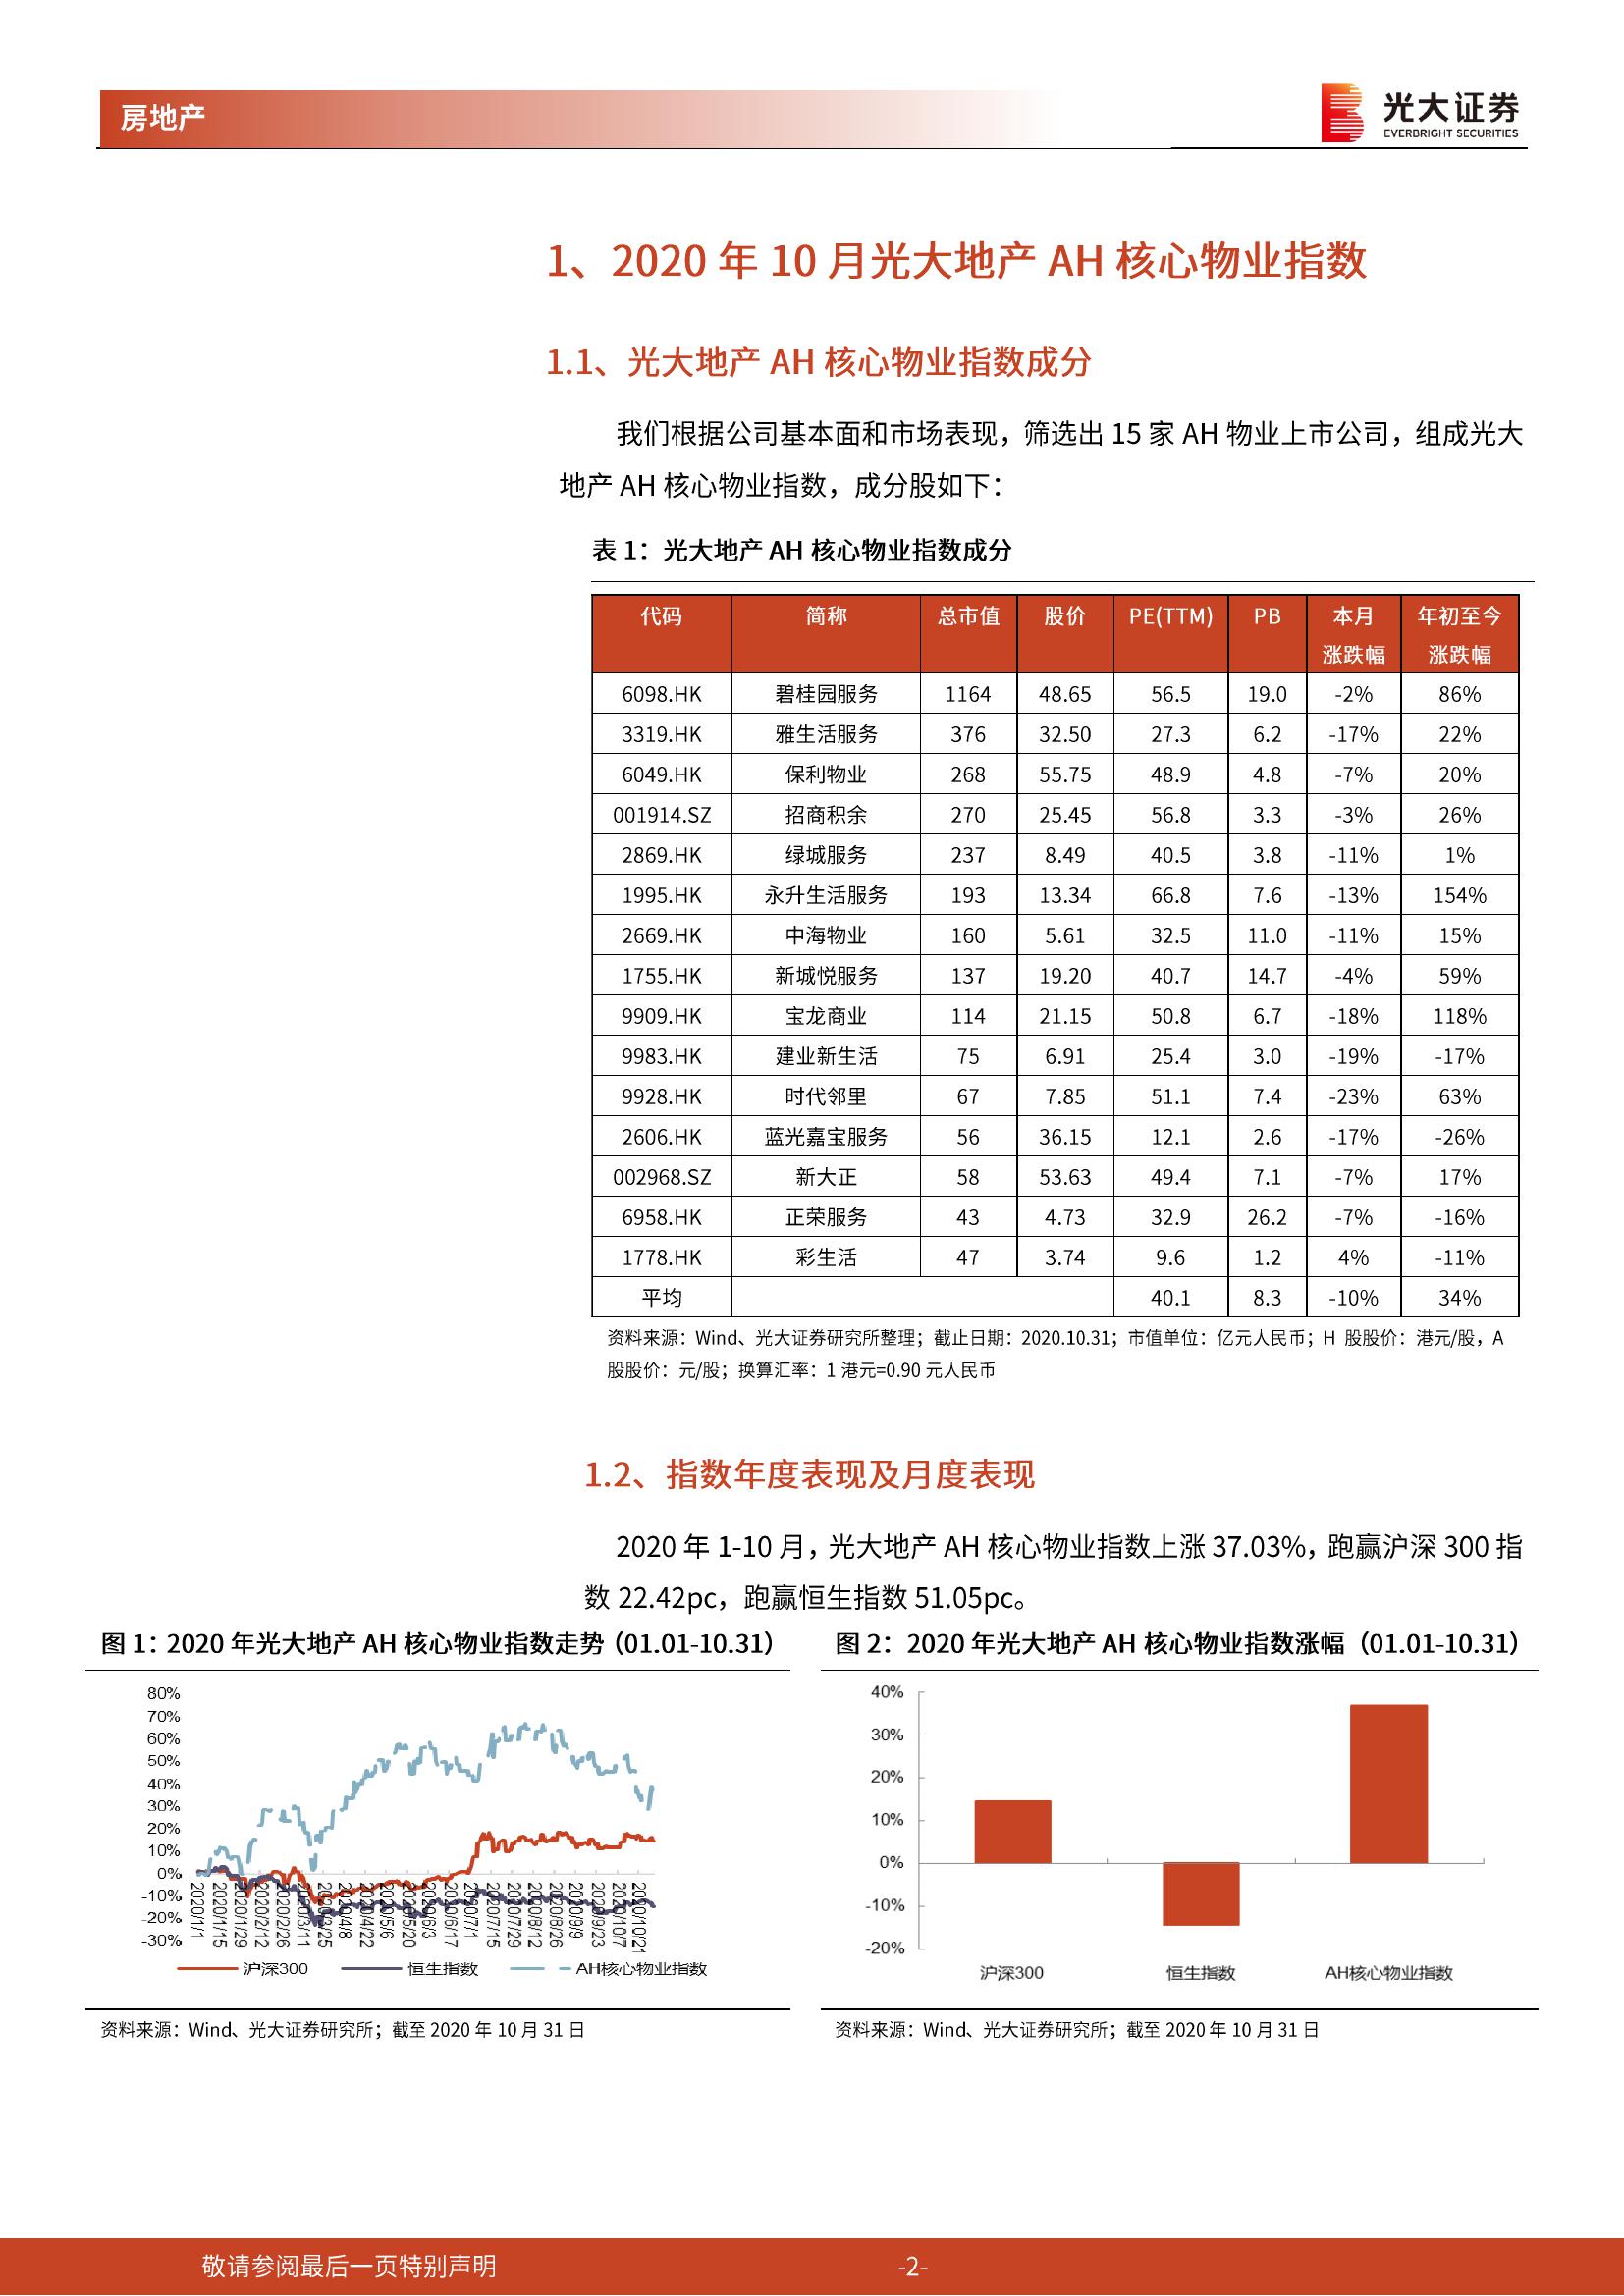 房地产
光大证券
EVERBRIGHT SECURITIES
1、2020 年 10 月光大地产 AH 核心物业指数
1.1、光大地产 AH 核心物业指数成分
我们根据公司基本面和市场表现，筛选出 15 家 AH 物业上市公司，组成光大
地产 AH 核心物业指数，成分股如下：
表 1：光大地产 AH 核心物业指数成分
代码 简称 总市值 股价 PE(TTM) PB 本月 年初至今
涨跌幅 涨跌幅
6098.HK 碧桂园服务 1164 48.65 56.5 19.0 -2% 86%
3319.HK 雅生活服务 376 32.50 27.3 6.2 -17% 22%
6049.HK 保利物业 268 55.75 48.9 4.8 -7% 20%
001914.SZ 招商积余 270 25.45 56.8 3.3 -3% 26%
2869.HK 绿城服务 237 8.49 40.5 3.8 -11% 1%
1995.HK 永升生活服务 193 13.34 66.8 7.6 -13% 154%
2669.HK 中海物业 160 5.61 32.5 11.0 -11% 15%
1755.HK 新城悦服务 137 19.20 40.7 14.7 -4% 59%
9909.HK 宝龙商业 114 21.15 50.8 6.7 -18% 118%
9983.HK 建业新生活 75 6.91 25.4 3.0 -19% -17%
9928.HK 时代邻里 67 7.85 51.1 7.4 -23% 63%
2606.HK 蓝光嘉宝服务 56 36.15 12.1 2.6 -17% -26%
002968.SZ 新大正 58 53.63 49.4 7.1 -7% 17%
6958.HK 正荣服务 43 4.73 32.9 26.2 -7% -16%
1778.HK 彩生活 47 3.74 9.6 1.2 4% -11%
平均 40.1 8.3 -10% 34%
资料来源：Wind、光大证券研究所整理；截止日期：2020.10.31；市值单位：亿元人民币；H 股股价：港元/股，A
股股价：元/股；换算汇率：1 港元=0.90 元人民币
1.2、指数年度表现及月度表现
2020 年 1-10 月，光大地产 AH 核心物业指数上涨 37.03%，跑赢沪深 300 指
数 22.42pc，跑赢恒生指数 51.05pc。
图 1：2020 年光大地产 AH 核心物业指数走势（01.01-10.31）
80%
70%
60%
50%
40%
30%
20%
10%
0%
-10%
-20%
-30%
2020/1/1
2020/1/15
2020/1/29
2020/2/12
2020/2/26
2020/3/11
2020/3/25
2020/4/8
2020/4/22
2020/5/6
2020/5/20
2020/6/3
2020/6/17
2020/7/1
2020/7/15
2020/7/29
2020/8/12
2020/8/26
2020/9/9
2020/9/23
2020/10/7
2020/10/21
沪深300 恒生指数 AH核心物业指数
资料来源：Wind、光大证券研究所；截至 2020 年 10 月 31 日
图 2：2020 年光大地产 AH 核心物业指数涨幅（01.01-10.31）
40%
30%
20%
10%
0%
-10%
-20%
沪深300 恒生指数 AH核心物业指数
资料来源：Wind、光大证券研究所；截至 2020 年 10 月 31 日
敬请参阅最后一页特别声明 -2-